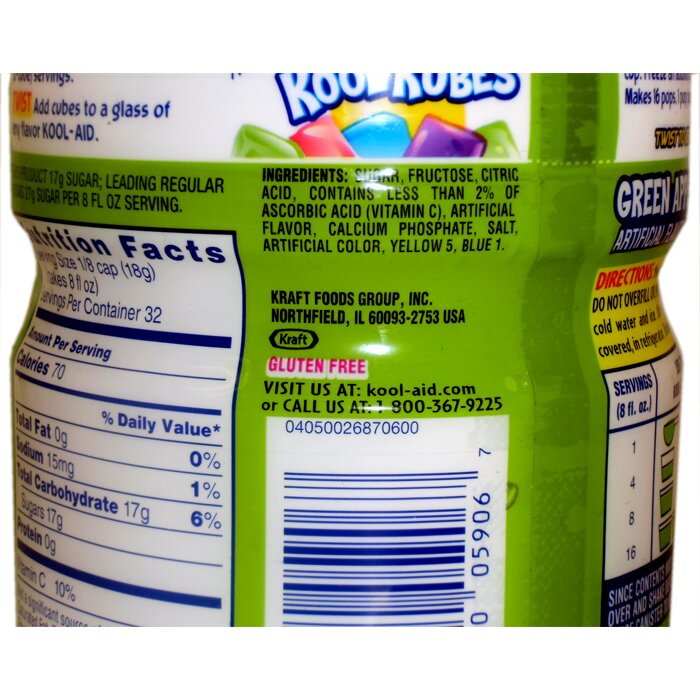 servings.
TWIST Add cubes to a glass of
any flavor KOOL-AID.
KOOL KUBES
Makes 16 pops.
PRODUCT 17g SUGAR; LEADING REGULAR
27g SUGAR PER 8 FL OZ SERVING.
Nutrition Facts
Serving Size 1/8 cap (18g)
(makes 8 fl oz)
Servings Per Container 32
Amount Per Serving
Calories 70
% Daily Value*
Total Fat 0g 0%
Sodium 15mg 1%
Total Carbohydrate 17g 6%
Sugars 17g
Protein 0g
Vitamin C 10%
significant source
INGREDIENTS: SUGAR, FRUCTOSE, CITRIC
ACID, CONTAINS LESS THAN 2% OF
ASCORBIC ACID (VITAMIN C), ARTIFICIAL
FLAVOR, CALCIUM PHOSPHATE, SALT,
ARTIFICIAL COLOR, YELLOW 5, BLUE 1.
KRAFT FOODS GROUP, INC.
NORTHFIELD, IL 60093-2753 USA
Kraft
GLUTEN FREE
VISIT US AT: kool-aid.com
or CALL US AT: 1-800-367-9225
04050026870600
0 05906 7
GREEN APP
ARTIFICIAL
DIRECTIONS:
DO NOT OVERFILL
cold water and ice.
covered, in
SERVINGS
(8 fl. oz.)
1
4
8
16
SINCE CONTENTS
OVER AND SHAKE
CANISTER